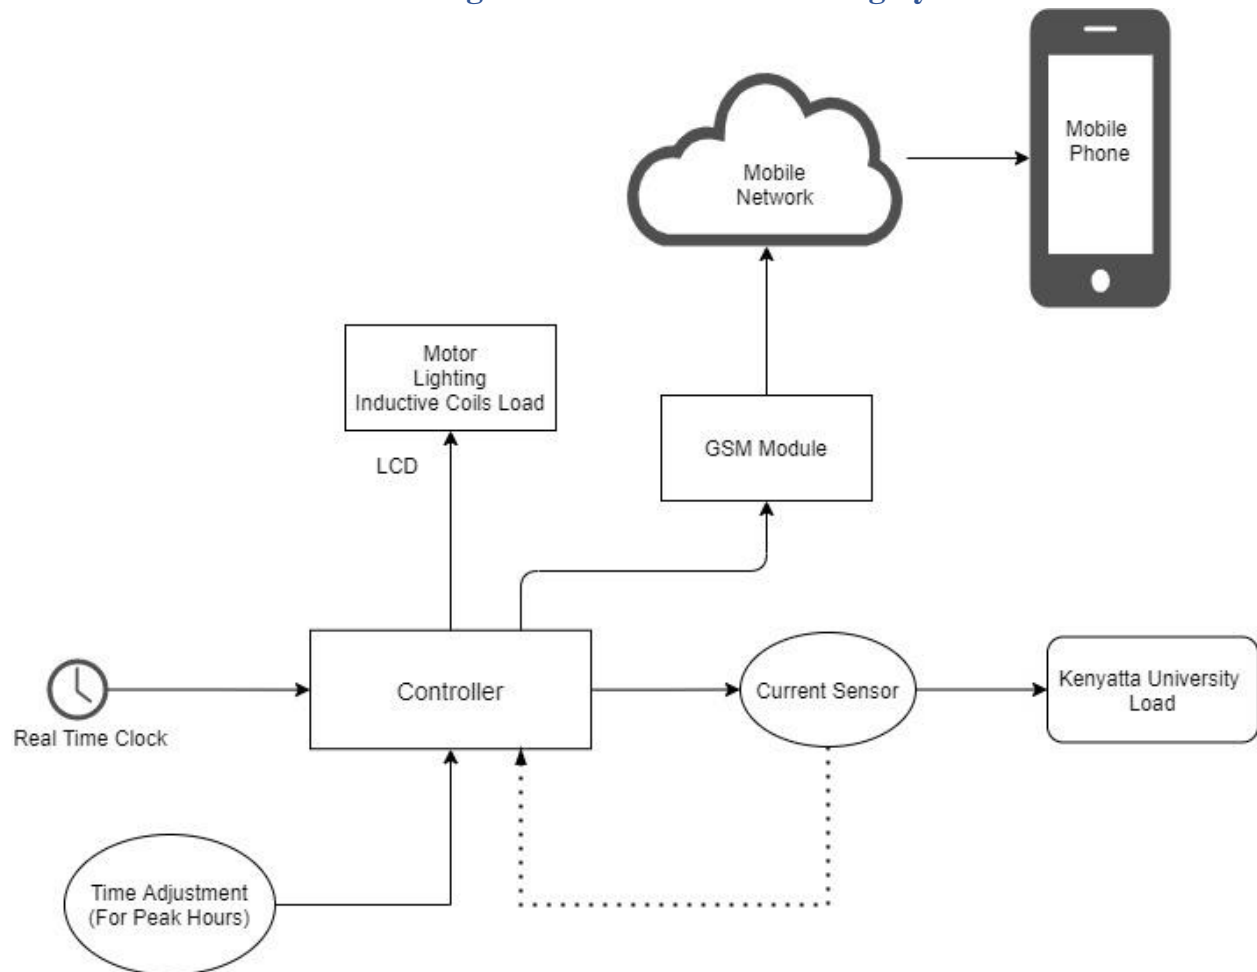 Mobile
Phone
Mobile
Network
Motor
Lighting
Inductive Coils Load
GSM Module
LCD
Controller
Current Sensor
Kenyatta University
Load
Real Time Clock
Time Adjustment
(For Peak Hours)